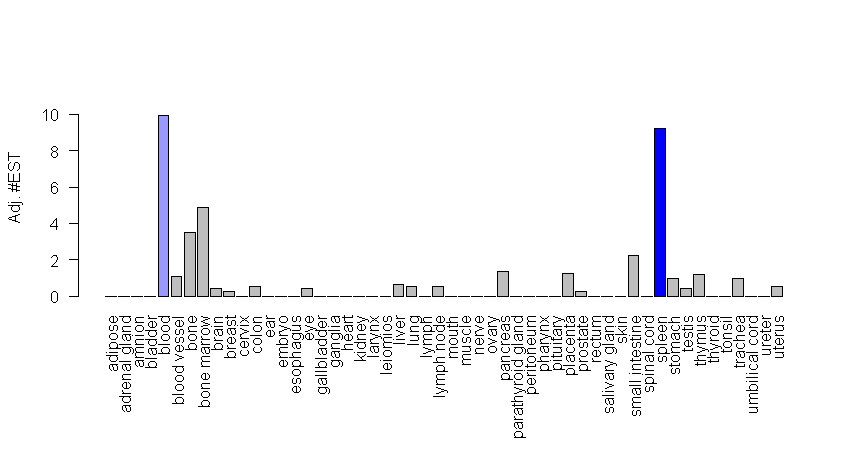 Adj. #EST
10
8
6
4
2
0
adipose
adrenal gland
amnion
bladder
blood
blood vessel
bone
bone marrow
brain
breast
cervix
colon
ear
embryo
esophagus
eye
gallbladder
ganglia
heart
kidney
larynx
leiomios
liver
lung
lymph
lymph node
mouth
muscle
nerve
ovary
pancreas
parathyroid gland
peritoneum
pharynx
pituitary
placenta
prostate
rectum
salivary gland
skin
small intestine
spinal cord
spleen
stomach
testis
thymus
thyroid
tonsil
trachea
umbilical cord
ureter
uterus